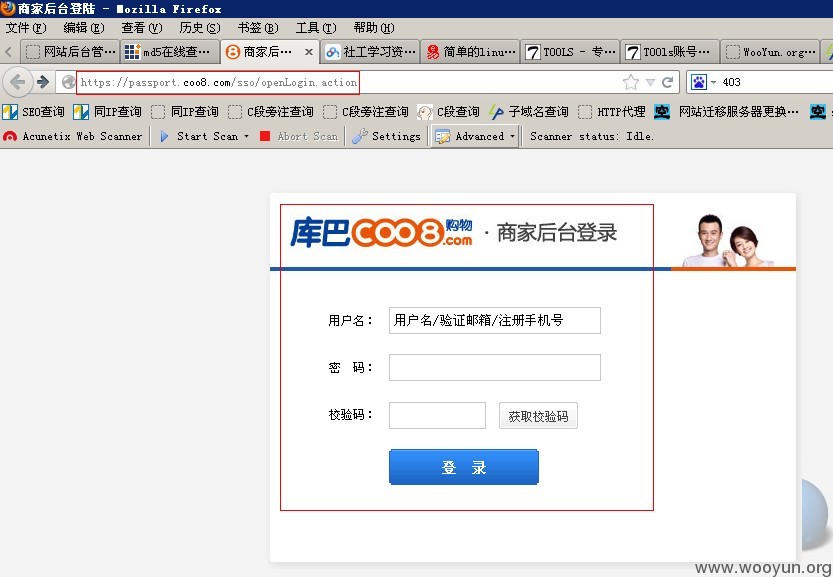 商家后台登陆 - Mozilla Firefox
文件(F) 编辑(E) 查看(V) 历史(S) 书签(B) 工具(T) 帮助(H)
网站后台管··· md5在线查··· 商家后··· × 社工学习资··· 简单的linu··· TOOLS - 专··· T00ls账号··· WooYun.org···
https://passport.coo8.com/sso/openLogin.action 403
SEO查询 同IP查询 同IP查询 C段旁注查询 C段旁注查询 C段查询 子域名查询 HTTP代理 网站迁移服务器更换···
Acunetix Web Scanner Start Scan Abort Scan Settings Advanced Scanner status: Idle.
库巴COO8购物.com · 商家后台登录
用户名： 用户名/验证邮箱/注册手机号
密 码：
校验码： 获取校验码
登 录
www.wooyun.org